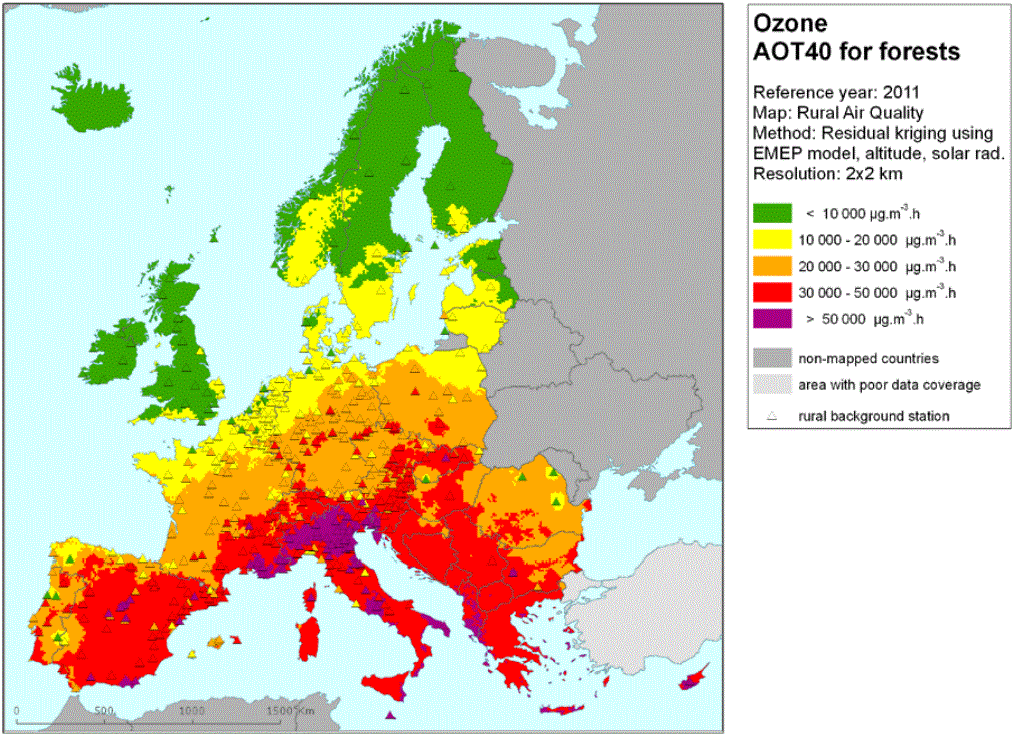 Ozone
AOT40 for forests
Reference year: 2011
Map: Rural Air Quality
Method: Residual kriging using
EMEP model, altitude, solar rad.
Resolution: 2x2 km
< 10 000 µg.m⁻³.h
10 000 - 20 000 µg.m⁻³.h
20 000 - 30 000 µg.m⁻³.h
30 000 - 50 000 µg.m⁻³.h
> 50 000 µg.m⁻³.h
non-mapped countries
area with poor data coverage
rural background station
0 500 1000 1500 Km